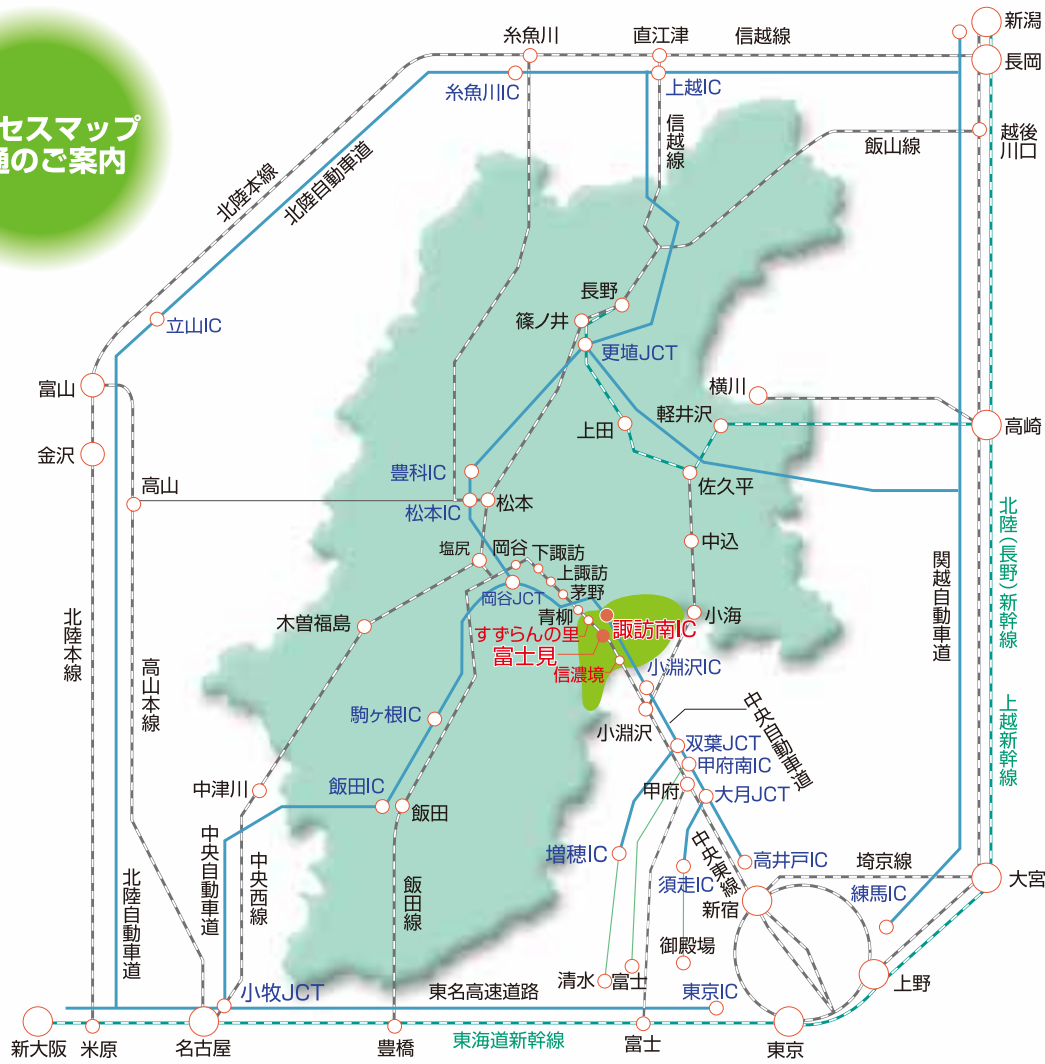 セスマップ
通のご案内
新潟
長岡
糸魚川
直江津
信越線
糸魚川IC
上越IC
信越線
飯山線
越後
川口
北陸本線
北陸自動車道
長野
篠ノ井
更埴JCT
立山IC
富山
金沢
横川
軽井沢
上田
高崎
佐久平
豊科IC
高山
松本IC
松本
中込
北陸（長野）新幹線
関越自動車道
塩尻
岡谷
下諏訪
上諏訪
茅野
岡谷JCT
青柳
すずらんの里
諏訪南IC
富士見
信濃境
小海
木曽福島
北陸本線
高山本線
小淵沢IC
小淵沢
中央自動車道
上越新幹線
駒ヶ根IC
双葉JCT
甲府南IC
甲府
大月JCT
中津川
飯田IC
飯田
増穂IC
中央東線
高井戸IC
須走IC
埼京線
練馬IC
大宮
新宿
北陸自動車道
中央自動車道
中央西線
飯田線
御殿場
清水
富士
上野
小牧JCT
東名高速道路
東京IC
新大阪
米原
名古屋
豊橋
東海道新幹線
富士
東京